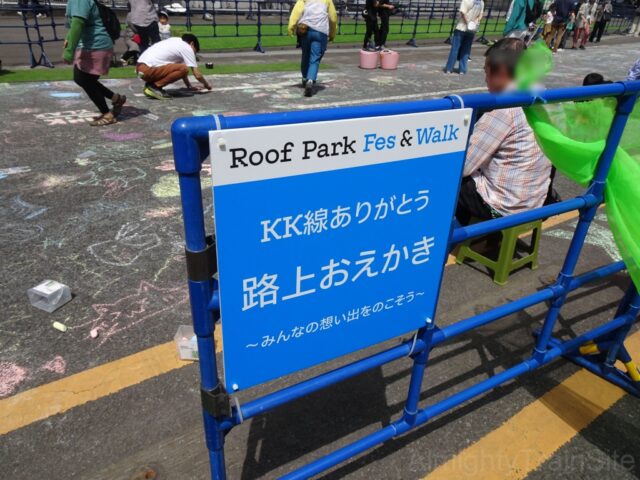 Roof Park Fes & Walk
KK線ありがとう
路上おえかき
～みんなの想い出をのこそう～
AlmightyTrainSite